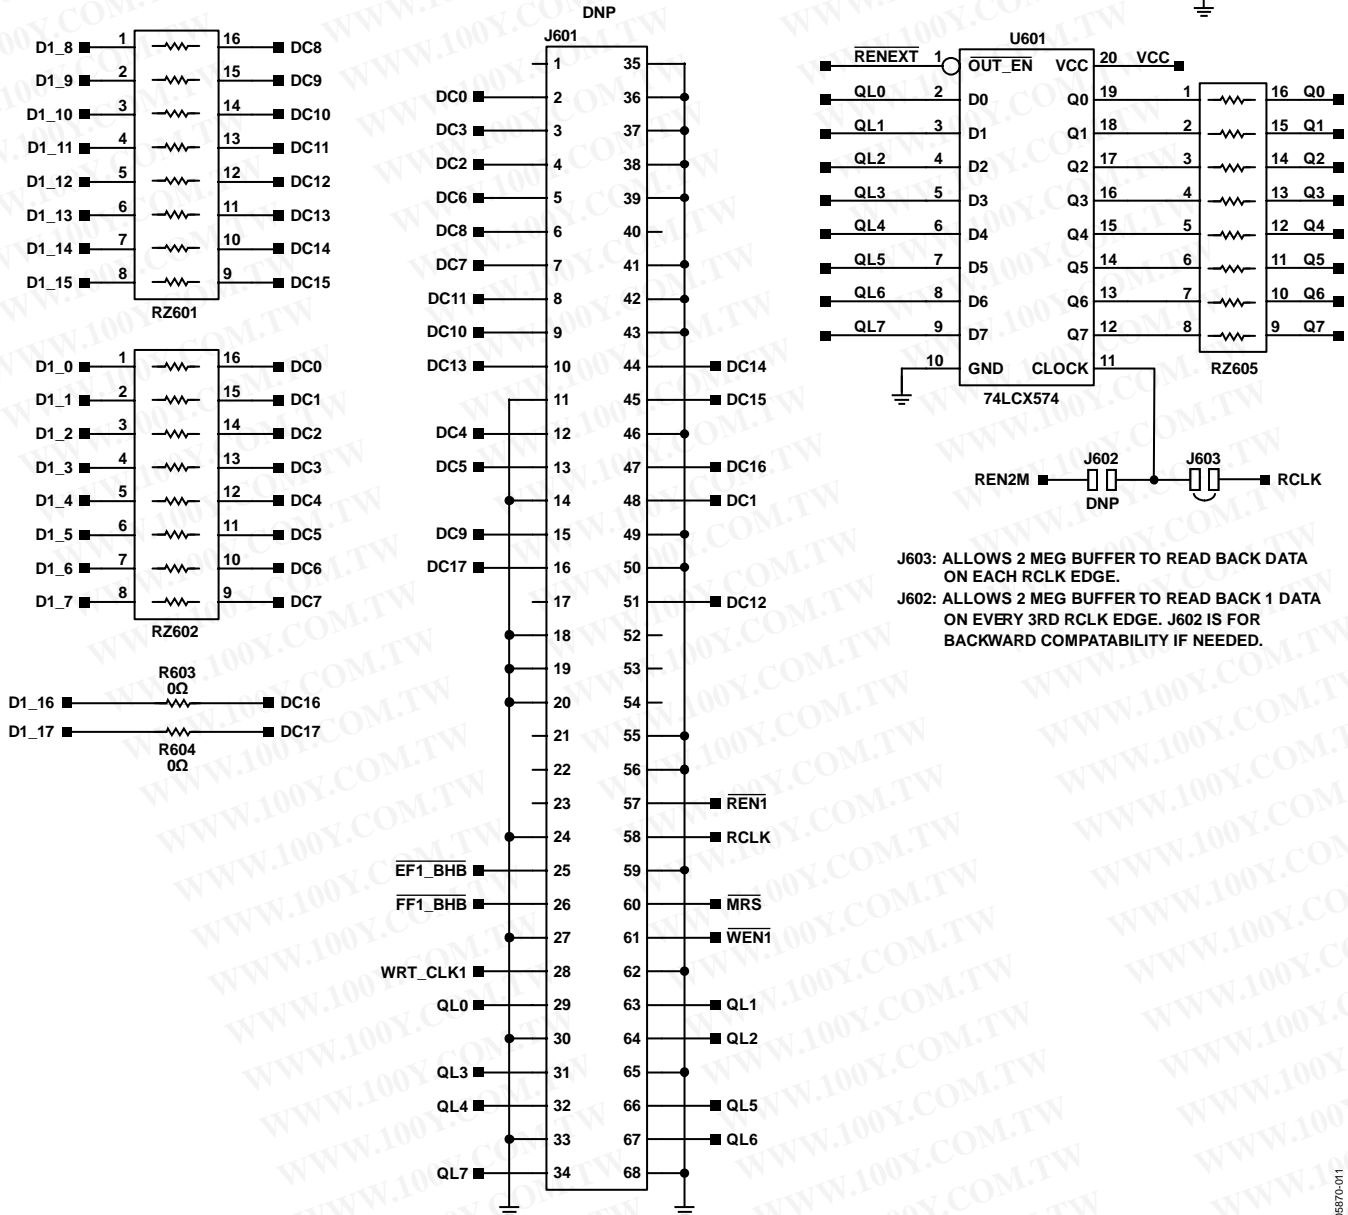 DNP
J601
U601
RZ601
D1_8 1 16 DC8
D1_9 2 15 DC9
D1_10 3 14 DC10
D1_11 4 13 DC11
D1_12 5 12 DC12
D1_13 6 11 DC13
D1_14 7 10 DC14
D1_15 8 9 DC15
RZ602
D1_0 1 16 DC0
D1_1 2 15 DC1
D1_2 3 14 DC2
D1_3 4 13 DC3
D1_4 5 12 DC4
D1_5 6 11 DC5
D1_6 7 10 DC6
D1_7 8 9 DC7
R603
0Ω
D1_16 DC16
D1_17 DC17
R604
0Ω
1 35
DC0 2 36
DC3 3 37
DC2 4 38
DC6 5 39
DC8 6 40
DC7 7 41
DC11 8 42
DC10 9 43
DC13 10 44 DC14
11 45 DC15
DC4 12 46
DC5 13 47 DC16
14 48 DC1
DC9 15 49
DC17 16 50
17 51 DC12
18 52
19 53
20 54
21 55
22 56
23 57 REN1
24 58 RCLK
EF1_BHB 25 59
FF1_BHB 26 60 MRS
27 61 WEN1
WRT_CLK1 28 62
QL0 29 63 QL1
30 64 QL2
QL3 31 65
QL4 32 66 QL5
33 67 QL6
QL7 34 68
RENEXT 1 OUT_EN VCC 20 VCC
QL0 2 D0 Q0 19 1 16 Q0
QL1 3 D1 Q1 18 2 15 Q1
QL2 4 D2 Q2 17 3 14 Q2
QL3 5 D3 Q3 16 4 13 Q3
QL4 6 D4 Q4 15 5 12 Q4
QL5 7 D5 Q5 14 6 11 Q5
QL6 8 D6 Q6 13 7 10 Q6
QL7 9 D7 Q7 12 8 9 Q7
10 GND CLOCK 11 RZ605
74LCX574
J602 J603
REN2M RCLK
DNP
J603: ALLOWS 2 MEG BUFFER TO READ BACK DATA
ON EACH RCLK EDGE.
J602: ALLOWS 2 MEG BUFFER TO READ BACK 1 DATA
ON EVERY 3RD RCLK EDGE. J602 IS FOR
BACKWARD COMPATABILITY IF NEEDED.
05870-011
WWW.100Y.COM.TW